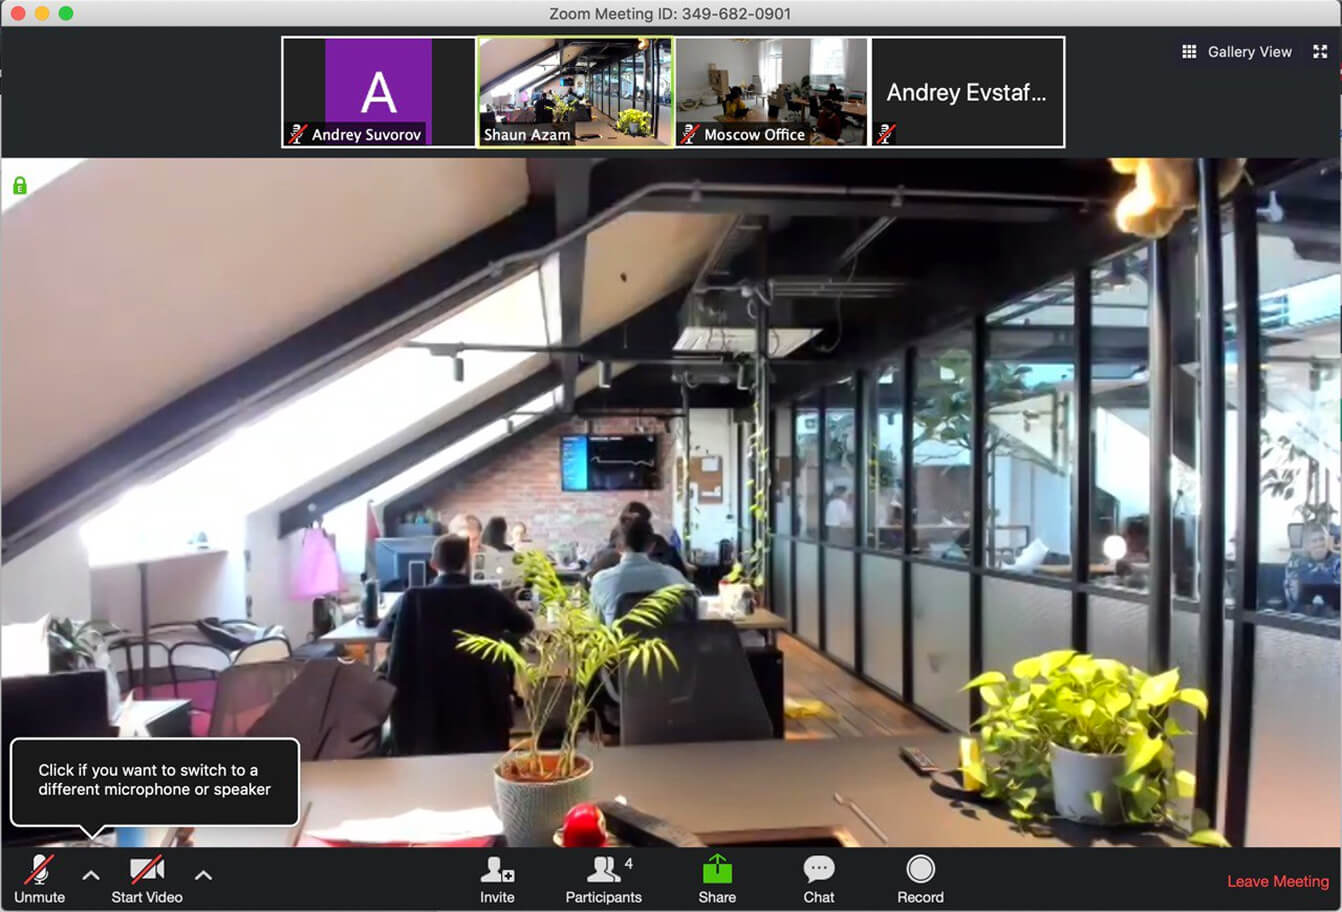 Zoom Meeting ID: 349-682-0901
Gallery View
A
Andrey Suvorov
Shaun Azam
Moscow Office
Andrey Evstaf...
E
Click if you want to switch to a
different microphone or speaker
Unmute
Start Video
Invite
4
Participants
Share
Chat
Record
Leave Meeting